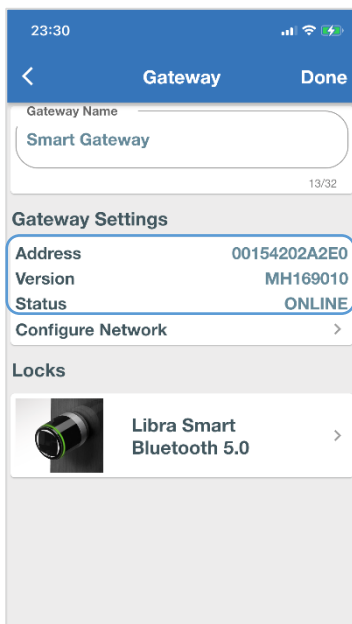 23:30
Gateway
Done
Gateway Name
Smart Gateway
13/32
Gateway Settings
Address 00154202A2E0
Version MH169010
Status ONLINE
Configure Network
Locks
Libra Smart
Bluetooth 5.0